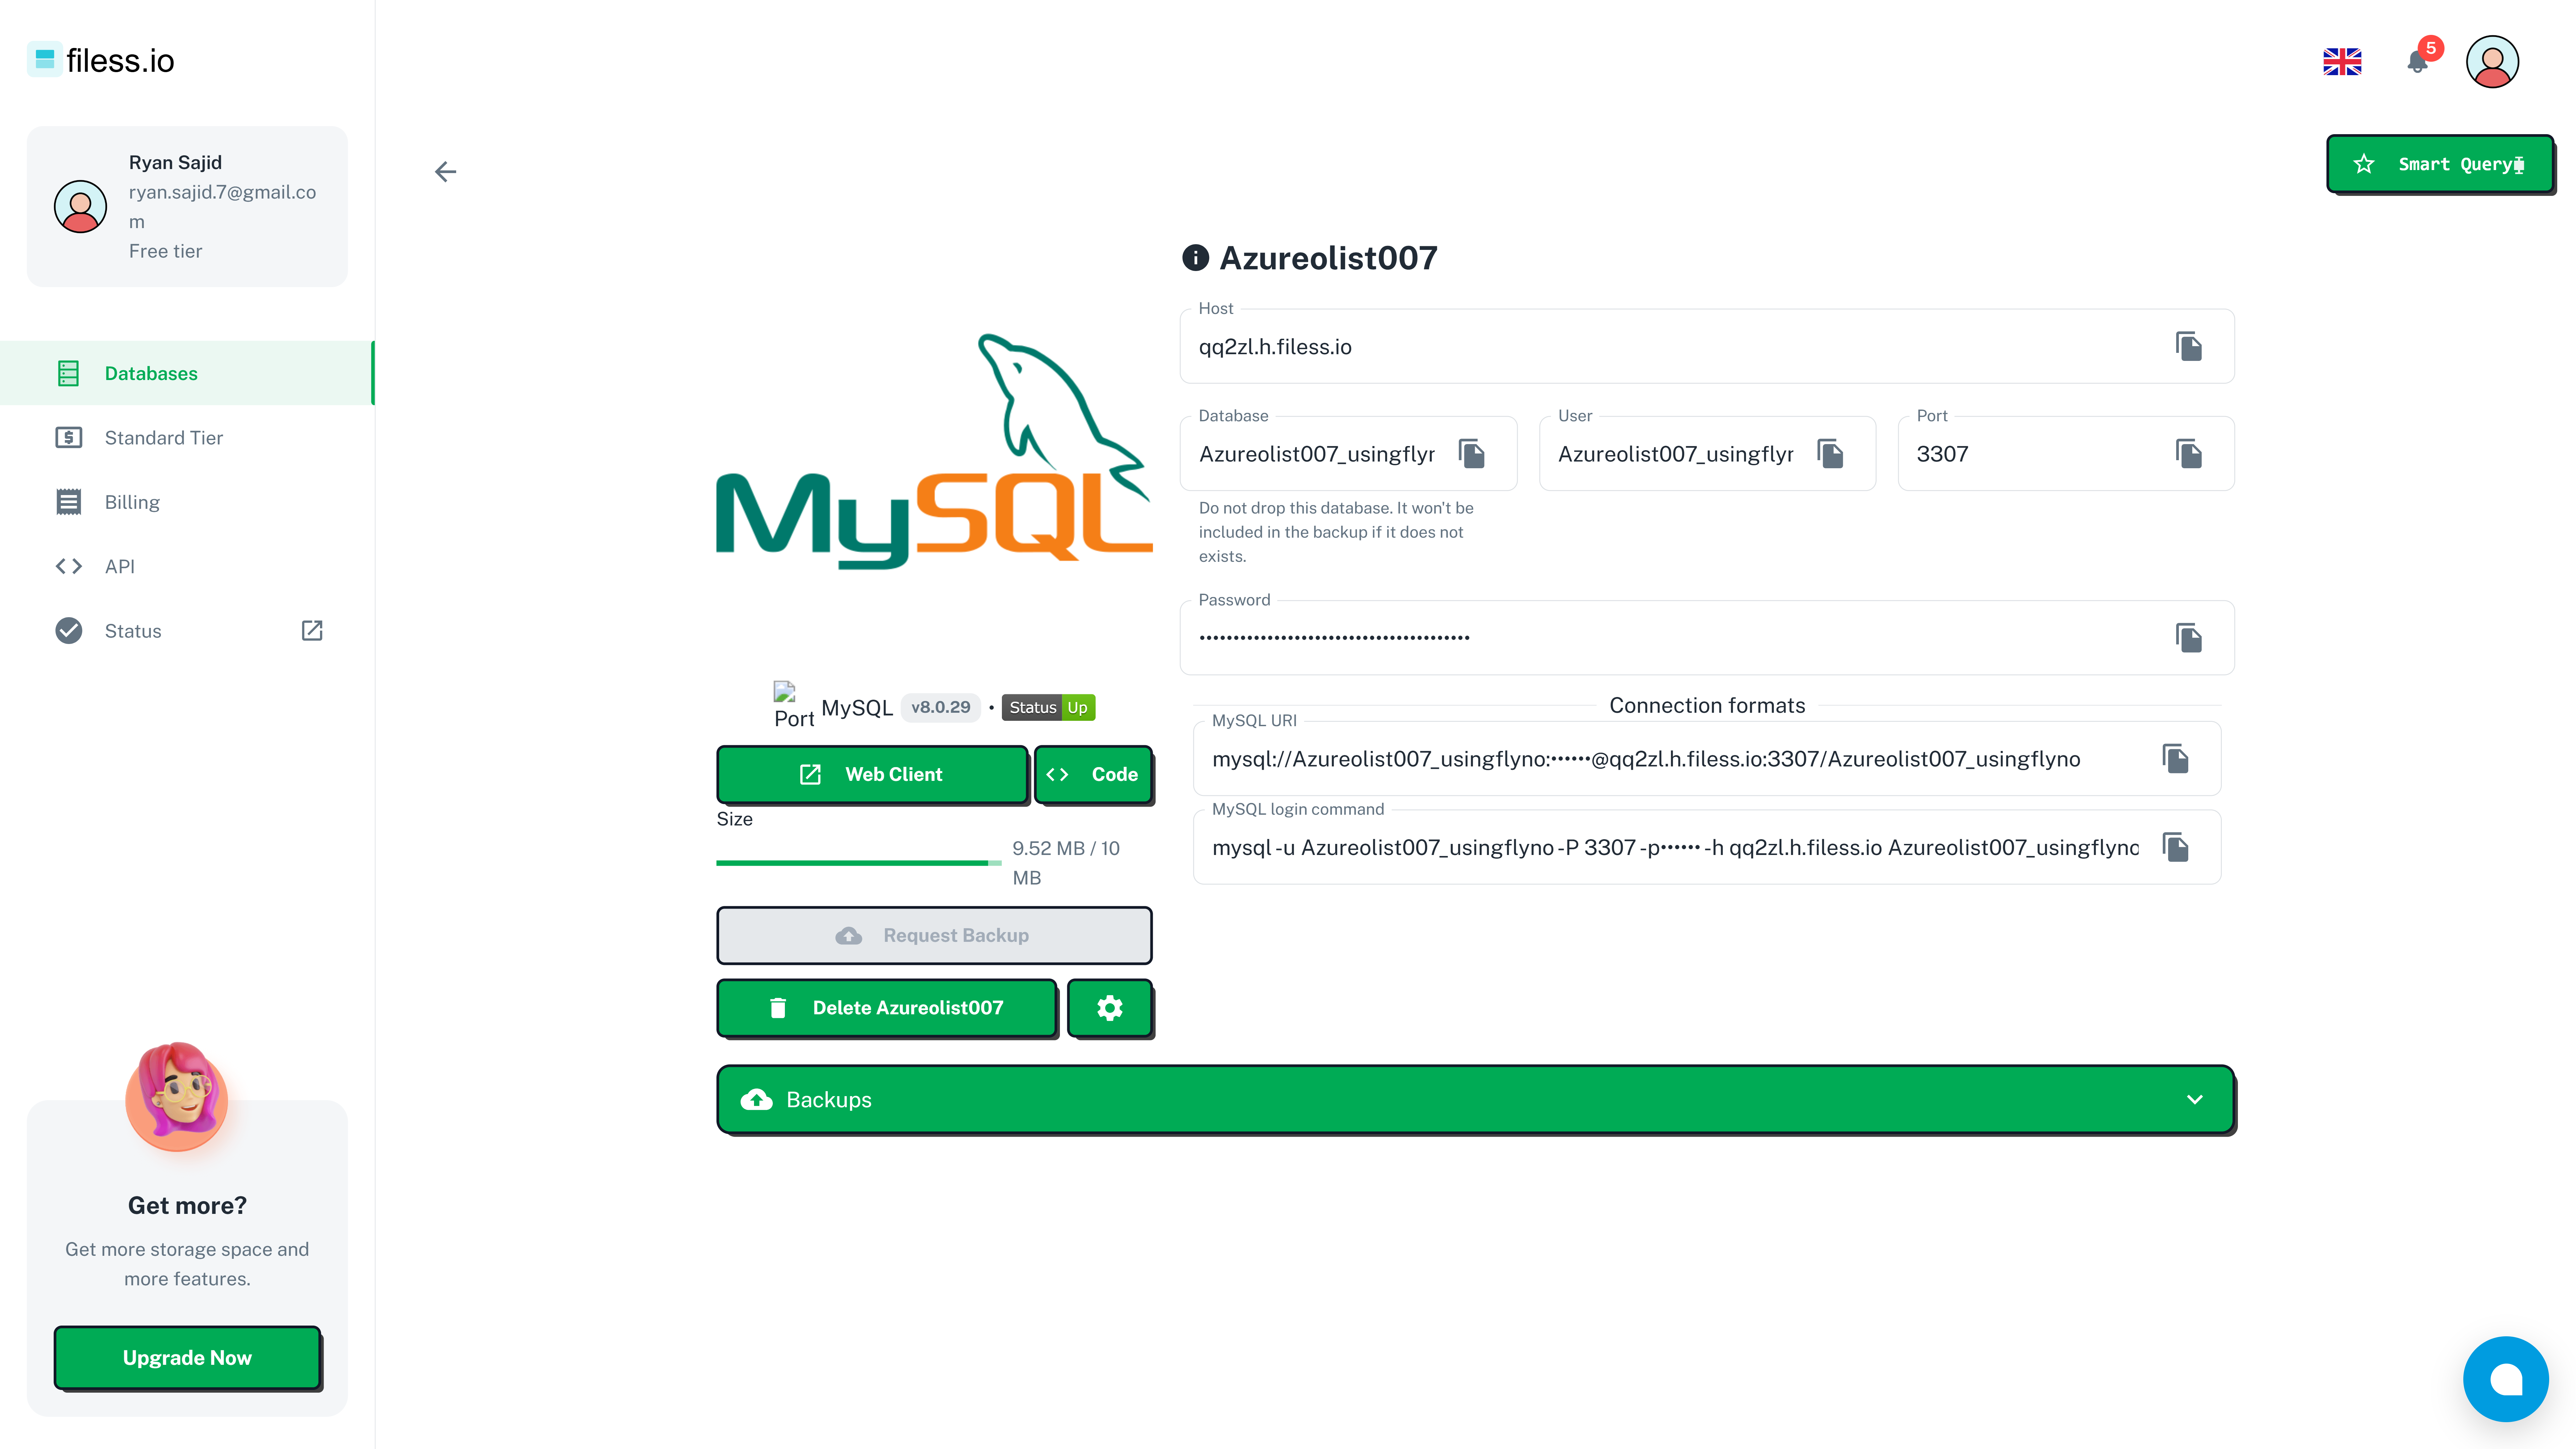 filess.io
5
Ryan Sajid
ryan.sajid.7@gmail.co
m
Free tier
Databases
Standard Tier
Billing
API
Status
Get more?
Get more storage space and
more features.
Upgrade Now
Smart Query
MySQL
Port MySQL v8.0.29 • Status Up
Web Client
Code
Size
9.52 MB / 10
MB
Request Backup
Delete Azureolist007
Azureolist007
Host
qq2zl.h.filess.io
Database
Azureolist007_usingflyr
User
Azureolist007_usingflyr
Port
3307
Do not drop this database. It won't be
included in the backup if it does not
exists.
Password
••••••••••••••••••••••••••••••••••••••••
Connection formats
MySQL URI
mysql://Azureolist007_usingflyno:••••••@qq2zl.h.filess.io:3307/Azureolist007_usingflyno
MySQL login command
mysql -u Azureolist007_usingflyno -P 3307 -p•••••• -h qq2zl.h.filess.io Azureolist007_usingflyno
Backups